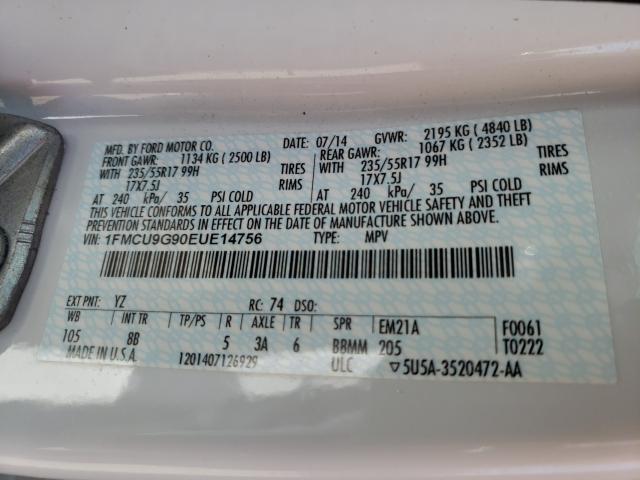 MFD. BY FORD MOTOR CO. DATE: 07/14 GVWR: 2195 KG ( 4840 LB)
FRONT GAWR: 1134 KG ( 2500 LB) REAR GAWR: 1067 KG ( 2352 LB)
WITH 235/55R17 99H TIRES WITH 235/55R17 99H TIRES
17X7.5J RIMS 17X7.5J RIMS
AT 240 kPa/ 35 PSI COLD AT 240 kPa/ 35 PSI COLD
THIS VEHICLE CONFORMS TO ALL APPLICABLE FEDERAL MOTOR VEHICLE SAFETY AND THEFT
PREVENTION STANDARDS IN EFFECT ON THE DATE OF MANUFACTURE SHOWN ABOVE.
VIN: 1FMCU9G90EUE14756 TYPE: MPV
EXT PNT: YZ RC: 74 DSO:
WB INT TR TP/PS R AXLE TR SPR EM21A F0061
105 8B 5 3A 6 BBMM 205 T0222
MADE IN U.S.A. 1201407126929 ULC ▽5U5A-3520472-AA